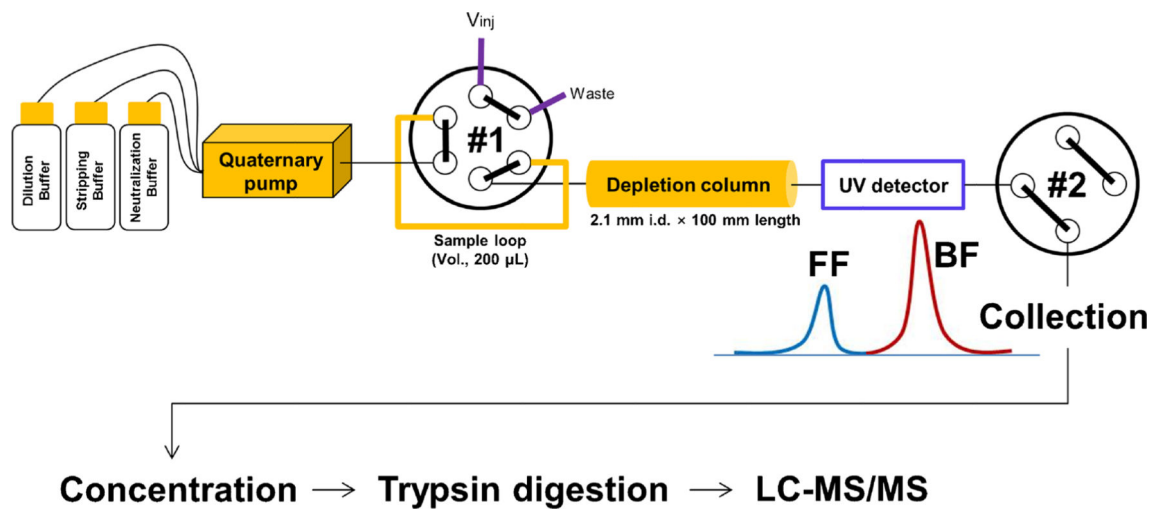 Vinj
Waste
Dilution
Buffer
Stripping
Buffer
Neutralization
Buffer
Quaternary
pump
#1
Sample loop
(Vol., 200 µL)
Depletion column
2.1 mm i.d. × 100 mm length
UV detector
#2
FF
BF
Collection
Concentration → Trypsin digestion → LC-MS/MS